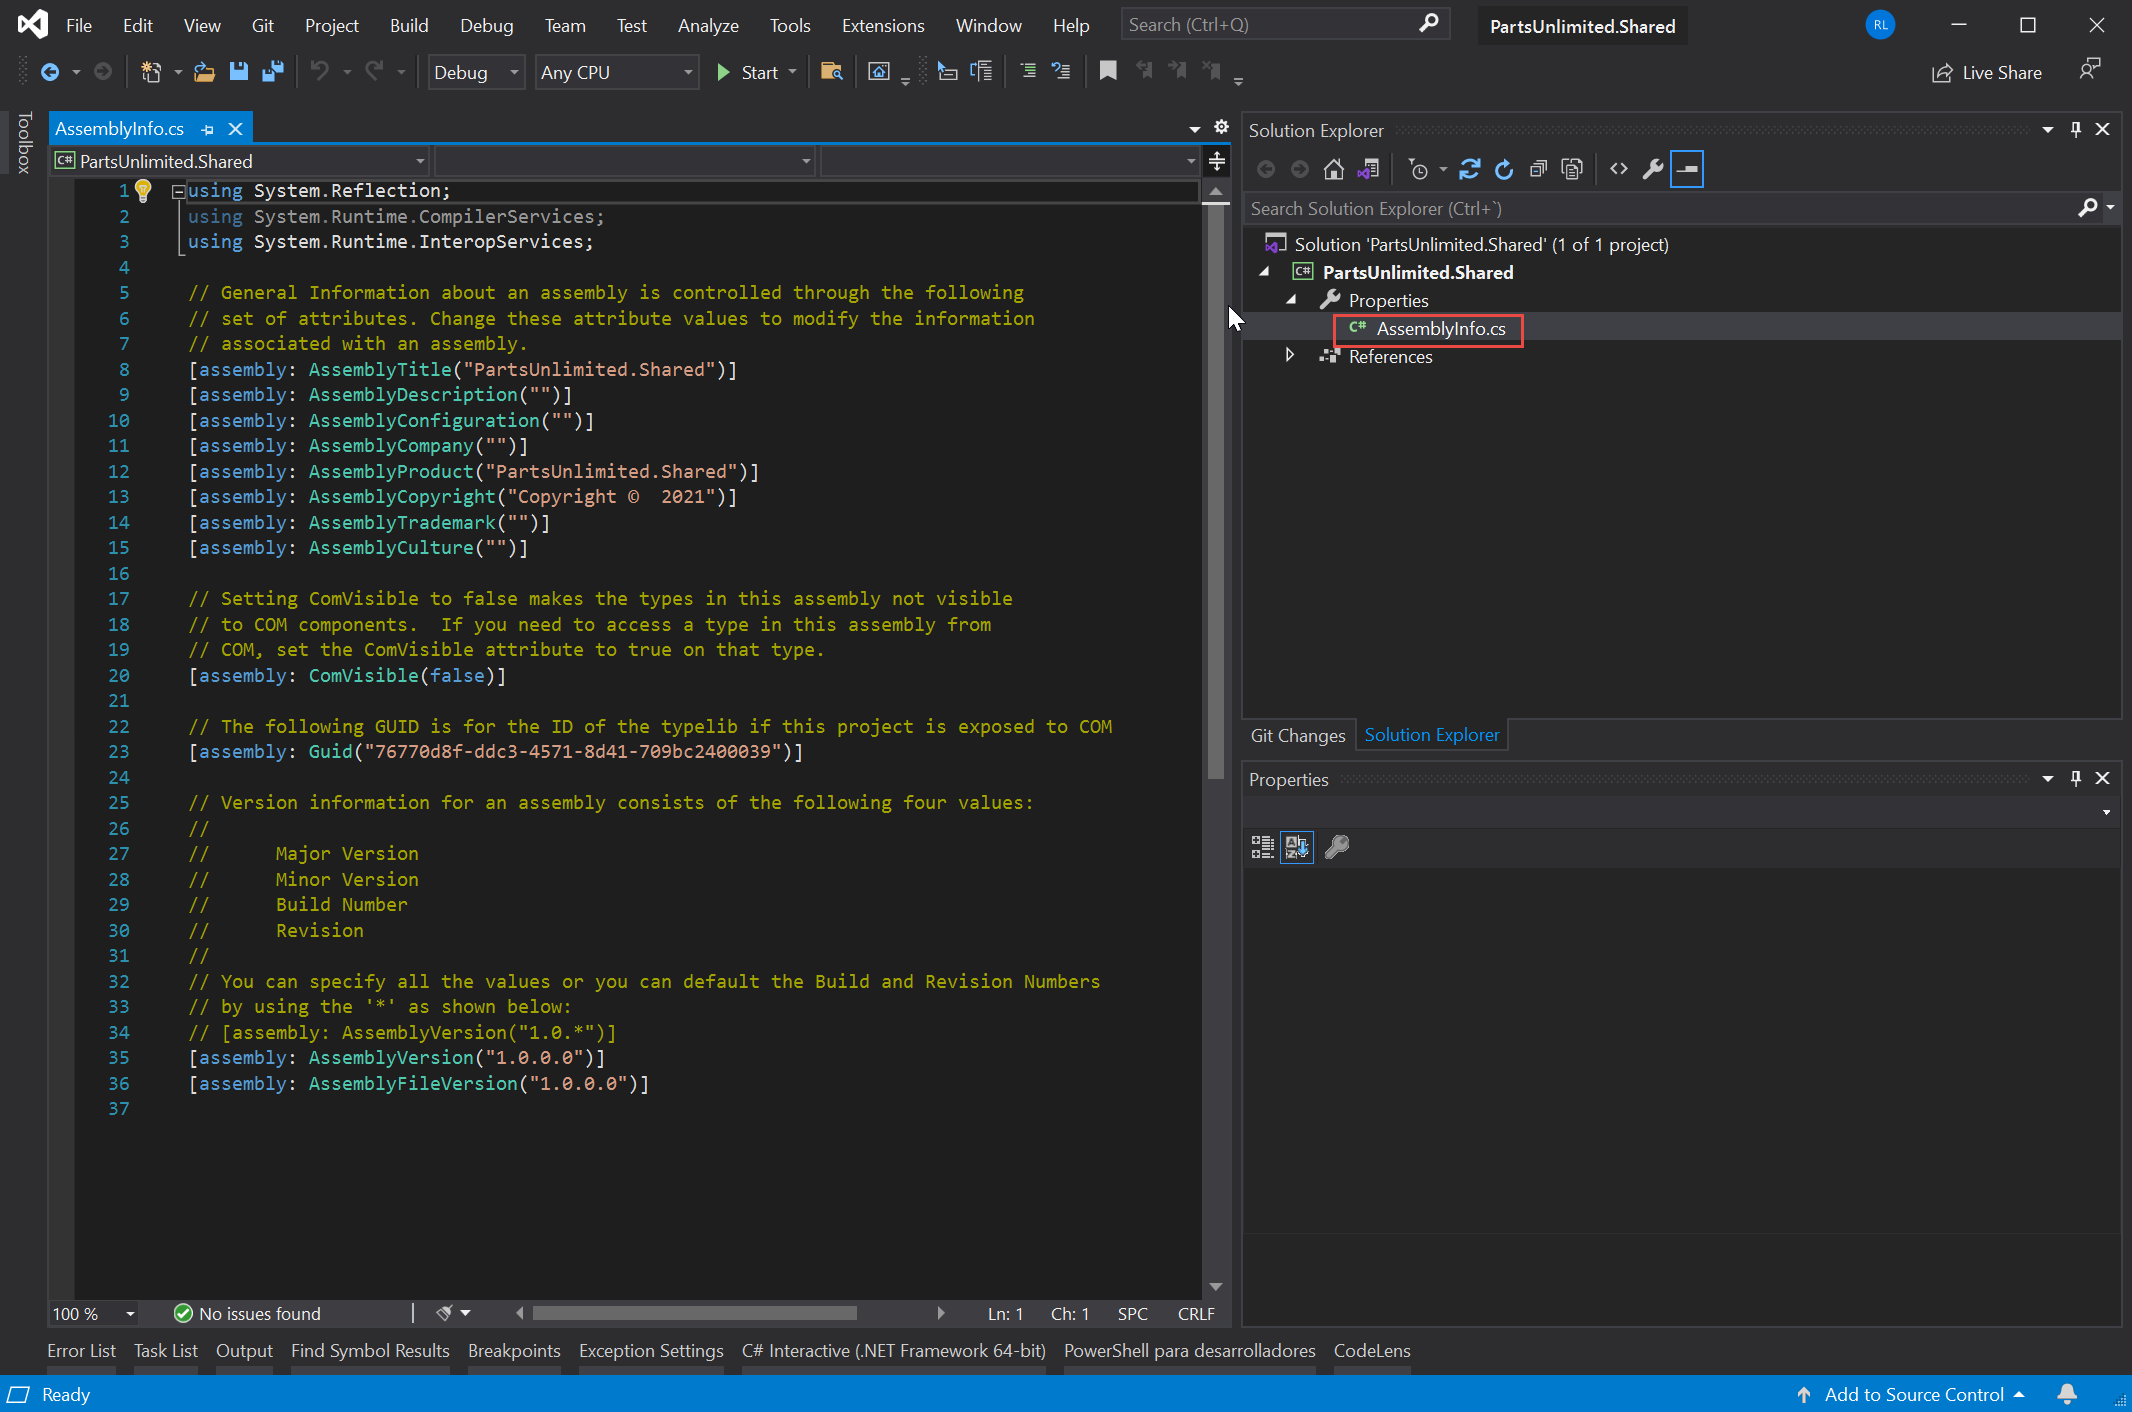 File Edit View Git Project Build Debug Team Test Analyze Tools Extensions Window Help Search (Ctrl+Q) PartsUnlimited.Shared RL
Debug Any CPU Start Live Share
Toolbox
AssemblyInfo.cs
C# PartsUnlimited.Shared
1 using System.Reflection;
2 using System.Runtime.CompilerServices;
3 using System.Runtime.InteropServices;
4
5 // General Information about an assembly is controlled through the following
6 // set of attributes. Change these attribute values to modify the information
7 // associated with an assembly.
8 [assembly: AssemblyTitle("PartsUnlimited.Shared")]
9 [assembly: AssemblyDescription("")]
10 [assembly: AssemblyConfiguration("")]
11 [assembly: AssemblyCompany("")]
12 [assembly: AssemblyProduct("PartsUnlimited.Shared")]
13 [assembly: AssemblyCopyright("Copyright ©  2021")]
14 [assembly: AssemblyTrademark("")]
15 [assembly: AssemblyCulture("")]
16
17 // Setting ComVisible to false makes the types in this assembly not visible
18 // to COM components.  If you need to access a type in this assembly from
19 // COM, set the ComVisible attribute to true on that type.
20 [assembly: ComVisible(false)]
21
22 // The following GUID is for the ID of the typelib if this project is exposed to COM
23 [assembly: Guid("76770d8f-ddc3-4571-8d41-709bc2400039")]
24
25 // Version information for an assembly consists of the following four values:
26 //
27 //      Major Version
28 //      Minor Version
29 //      Build Number
30 //      Revision
31 //
32 // You can specify all the values or you can default the Build and Revision Numbers
33 // by using the '*' as shown below:
34 // [assembly: AssemblyVersion("1.0.*")]
35 [assembly: AssemblyVersion("1.0.0.0")]
36 [assembly: AssemblyFileVersion("1.0.0.0")]
37
100 % No issues found Ln: 1 Ch: 1 SPC CRLF
Solution Explorer
Search Solution Explorer (Ctrl+`)
Solution 'PartsUnlimited.Shared' (1 of 1 project)
C# PartsUnlimited.Shared
Properties
C# AssemblyInfo.cs
References
Git Changes Solution Explorer
Properties
Error List Task List Output Find Symbol Results Breakpoints Exception Settings C# Interactive (.NET Framework 64-bit) PowerShell para desarrolladores CodeLens
Ready Add to Source Control